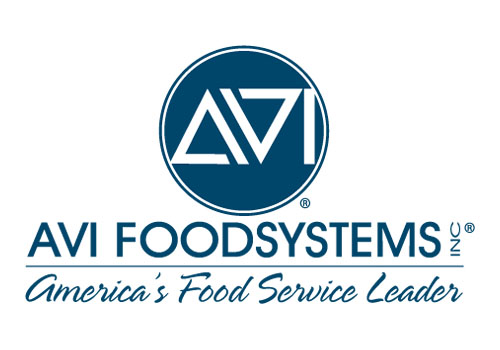 AVI
®
AVI FOODSYSTEMS INC ®
America's Food Service Leader